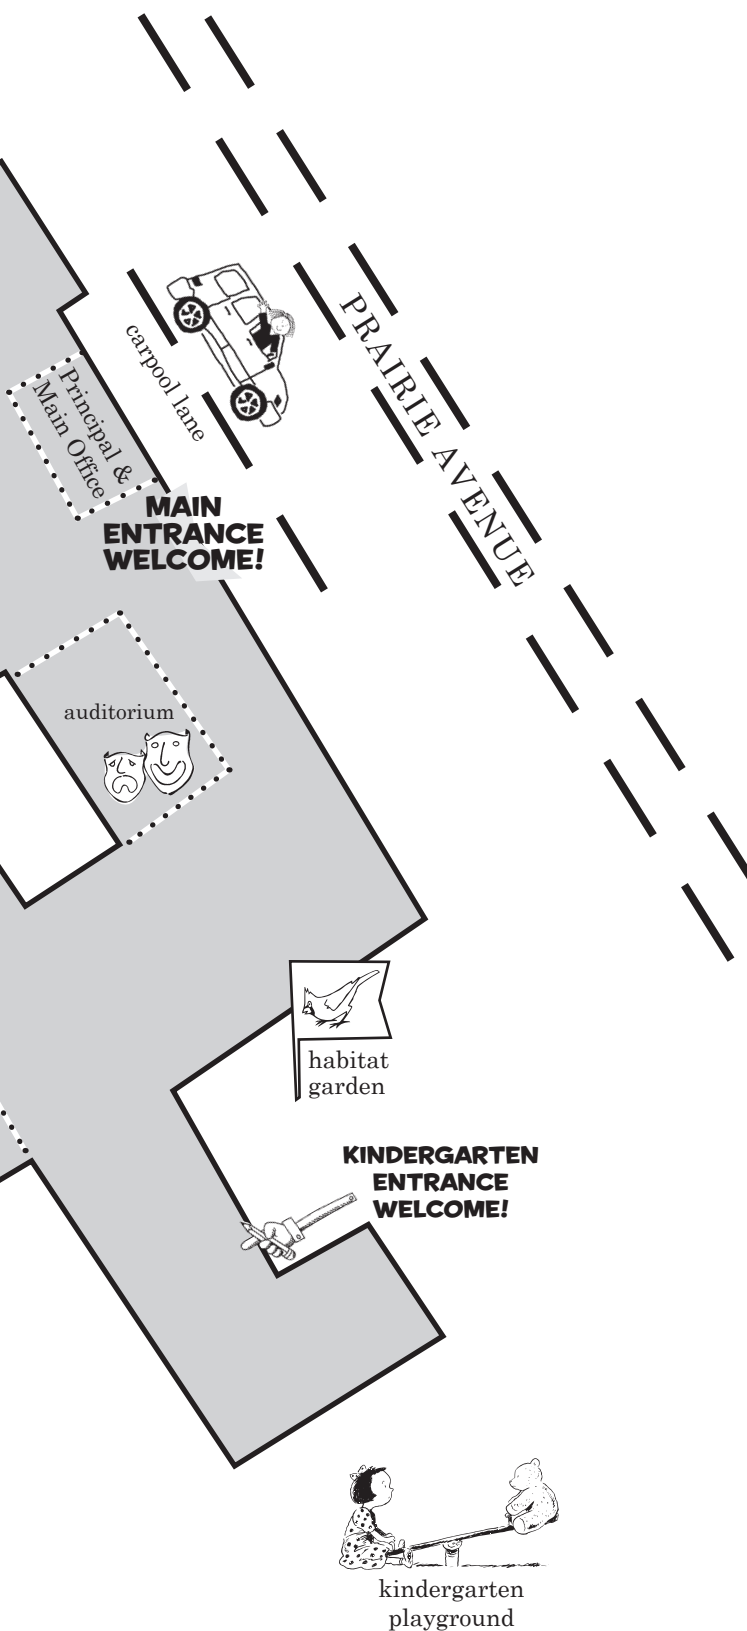 PRAIRIE AVENUE
carpool lane
Principal &
Main Office
MAIN
ENTRANCE
WELCOME!
auditorium
habitat
garden
KINDERGARTEN
ENTRANCE
WELCOME!
kindergarten
playground